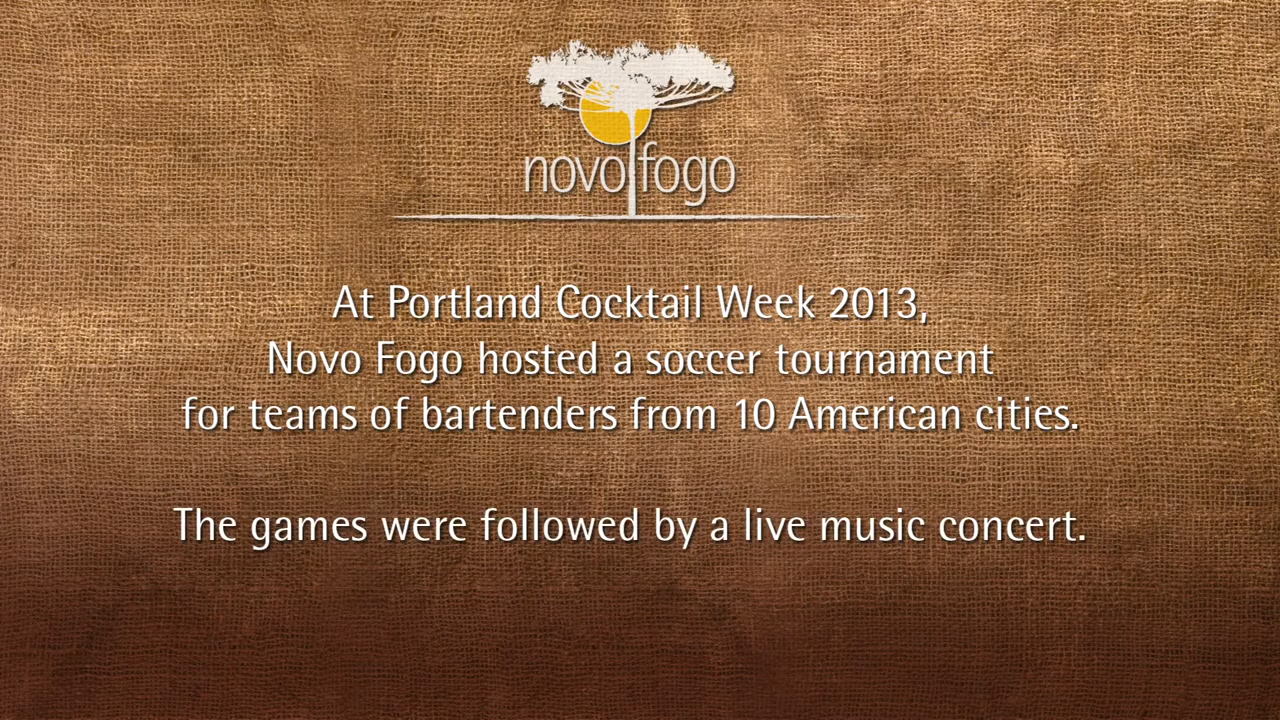 novo fogo
At Portland Cocktail Week 2013,
Novo Fogo hosted a soccer tournament
for teams of bartenders from 10 American cities.
The games were followed by a live music concert.